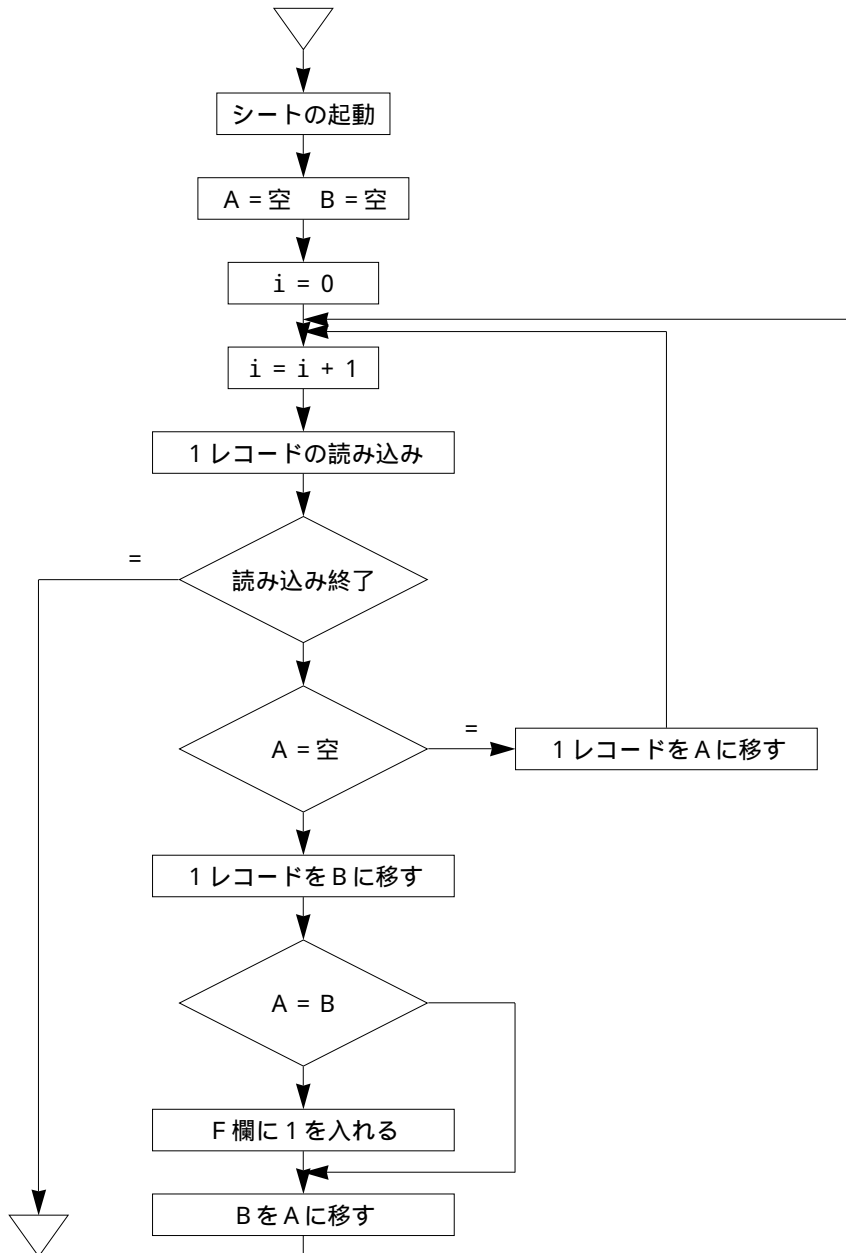 シートの起動
A = 空 B = 空
i = 0
i = i + 1
1 レコードの読み込み
=
読み込み終了
A = 空
=
1 レコードを A に移す
1 レコードを B に移す
A = B
F 欄に 1 を入れる
B を A に移す